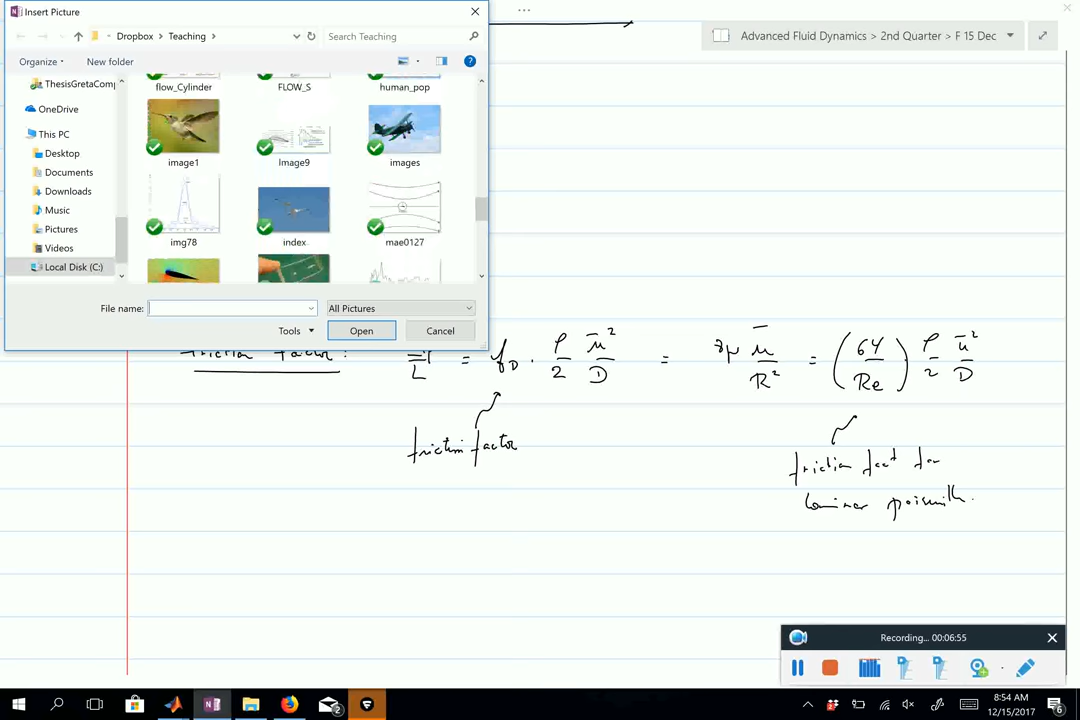 Insert Picture
Dropbox > Teaching >
Search Teaching
Advanced Fluid Dynamics > 2nd Quarter > F 15 Dec
Organize
New folder
ThesisGretaComp
OneDrive
This PC
Desktop
Documents
Downloads
Music
Pictures
Videos
Local Disk (C:)
flow_Cylinder
FLOW_S
human_pop
image1
Image9
images
img78
index
mae0127
File name:
All Pictures
Tools
Open
Cancel
friction factor:
L = f_D · ρ/2 ū²/D = 8μ ū/R² = (64/Re) ρ/2 ū²/D
friction factor
friction fact for
laminar poiseuille.
Recording... 00:06:55
8:54 AM
12/15/2017
2
6